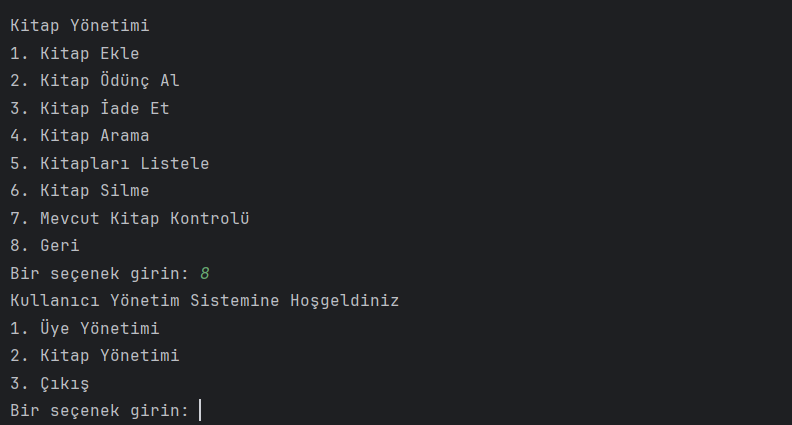 Kitap Yönetimi
1. Kitap Ekle
2. Kitap Ödünç Al
3. Kitap İade Et
4. Kitap Arama
5. Kitapları Listele
6. Kitap Silme
7. Mevcut Kitap Kontrolü
8. Geri
Bir seçenek girin: 8
Kullanıcı Yönetim Sistemine Hoşgeldiniz
1. Üye Yönetimi
2. Kitap Yönetimi
3. Çıkış
Bir seçenek girin: